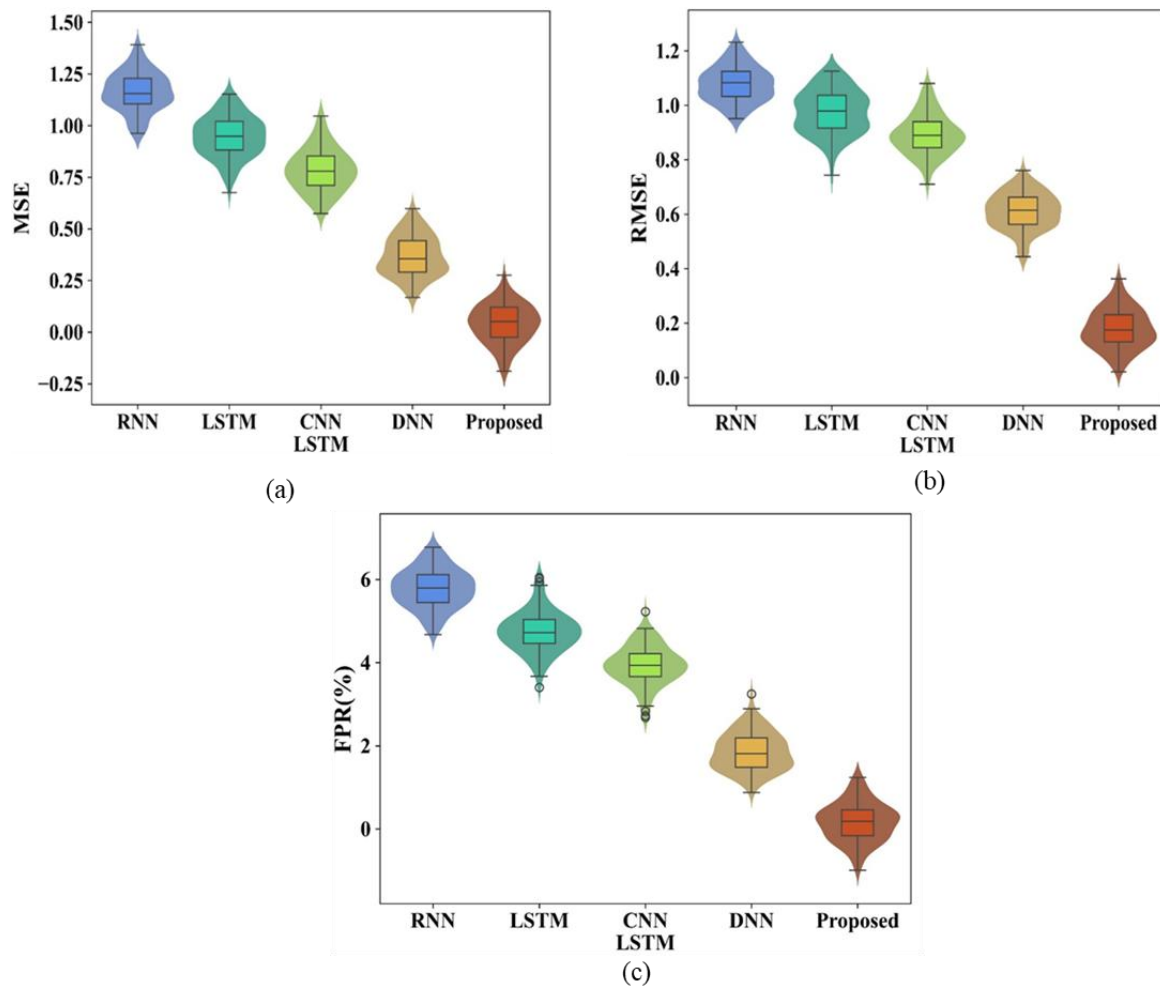 MSE
1.50
1.25
1.00
0.75
0.50
0.25
0.00
−0.25
RNN LSTM CNN DNN Proposed
LSTM
(a)
RMSE
1.2
1.0
0.8
0.6
0.4
0.2
0.0
RNN LSTM CNN DNN Proposed
LSTM
(b)
FPR(%)
6
4
2
0
RNN LSTM CNN DNN Proposed
LSTM
(c)